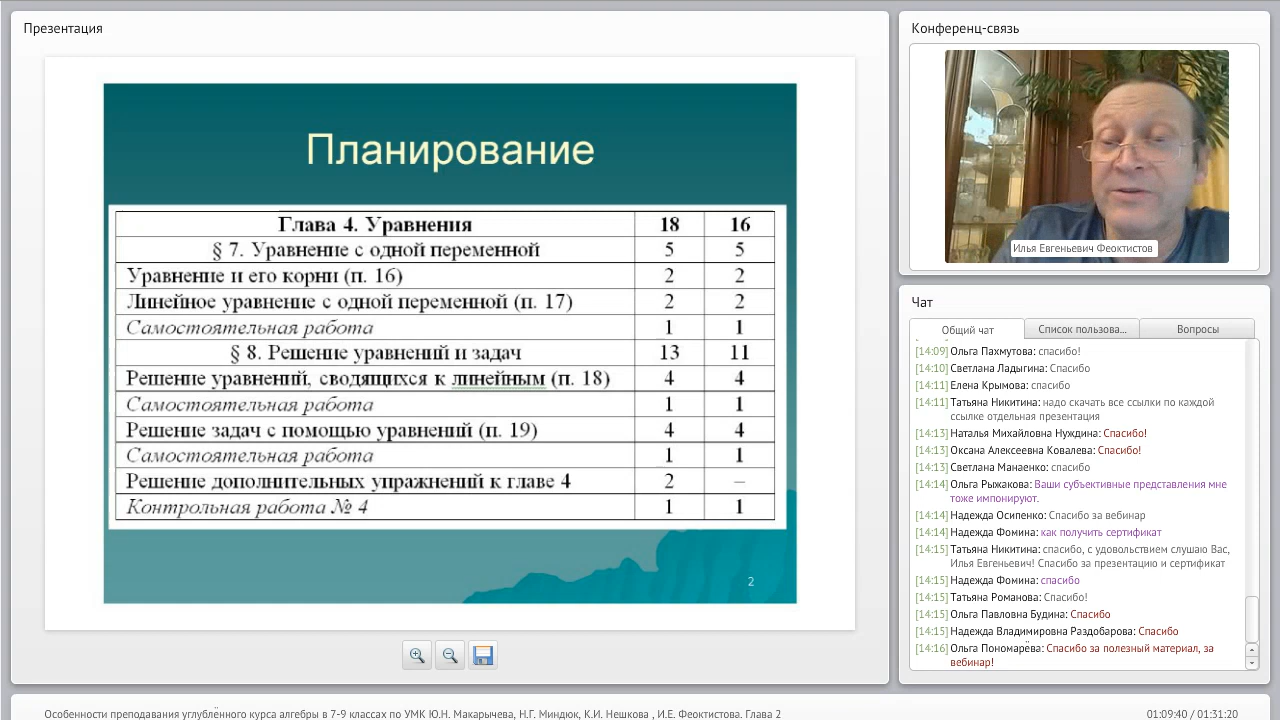 Презентация
Планирование
Глава 4. Уравнения 18 16
§ 7. Уравнение с одной переменной 5 5
Уравнение и его корни (п. 16) 2 2
Линейное уравнение с одной переменной (п. 17) 2 2
Самостоятельная работа 1 1
§ 8. Решение уравнений и задач 13 11
Решение уравнений, сводящихся к линейным (п. 18) 4 4
Самостоятельная работа 1 1
Решение задач с помощью уравнений (п. 19) 4 4
Самостоятельная работа 1 1
Решение дополнительных упражнений к главе 4 2 –
Контрольная работа № 4 1 1
2
Конференц-связь
Илья Евгеньевич Феоктистов
Чат
Общий чат Список пользова... Вопросы
[14:09] Ольга Пахмутова: спасибо!
[14:10] Светлана Ладыгина: Спасибо
[14:11] Елена Крымова: спасибо
[14:11] Татьяна Никитина: надо скачать все ссылки по каждой
ссылке отдельная презентация
[14:13] Наталья Михайловна Нуждина: Спасибо!
[14:13] Оксана Алексеевна Ковалева: Спасибо!
[14:13] Светлана Манаенко: спасибо
[14:14] Ольга Рыжакова: Ваши субъективные представления мне
тоже импонируют.
[14:14] Надежда Осипенко: Спасибо за вебинар
[14:14] Надежда Фомина: как получить сертификат
[14:15] Татьяна Никитина: спасибо, с удовольствием слушаю Вас,
Илья Евгеньевич! Спасибо за презентацию и сертификат
[14:15] Надежда Фомина: спасибо
[14:15] Татьяна Романова: Спасибо!
[14:15] Ольга Павловна Будина: Спасибо
[14:15] Надежда Владимировна Раздобарова: Спасибо
[14:16] Ольга Пономарёва: Спасибо за полезный материал, за
вебинар!
Особенности преподавания углублённого курса алгебры в 7-9 классах по УМК Ю.Н. Макарычева, Н.Г. Миндюк, К.И. Нешкова , И.Е. Феоктистова. Глава 2
01:09:40 / 01:31:20